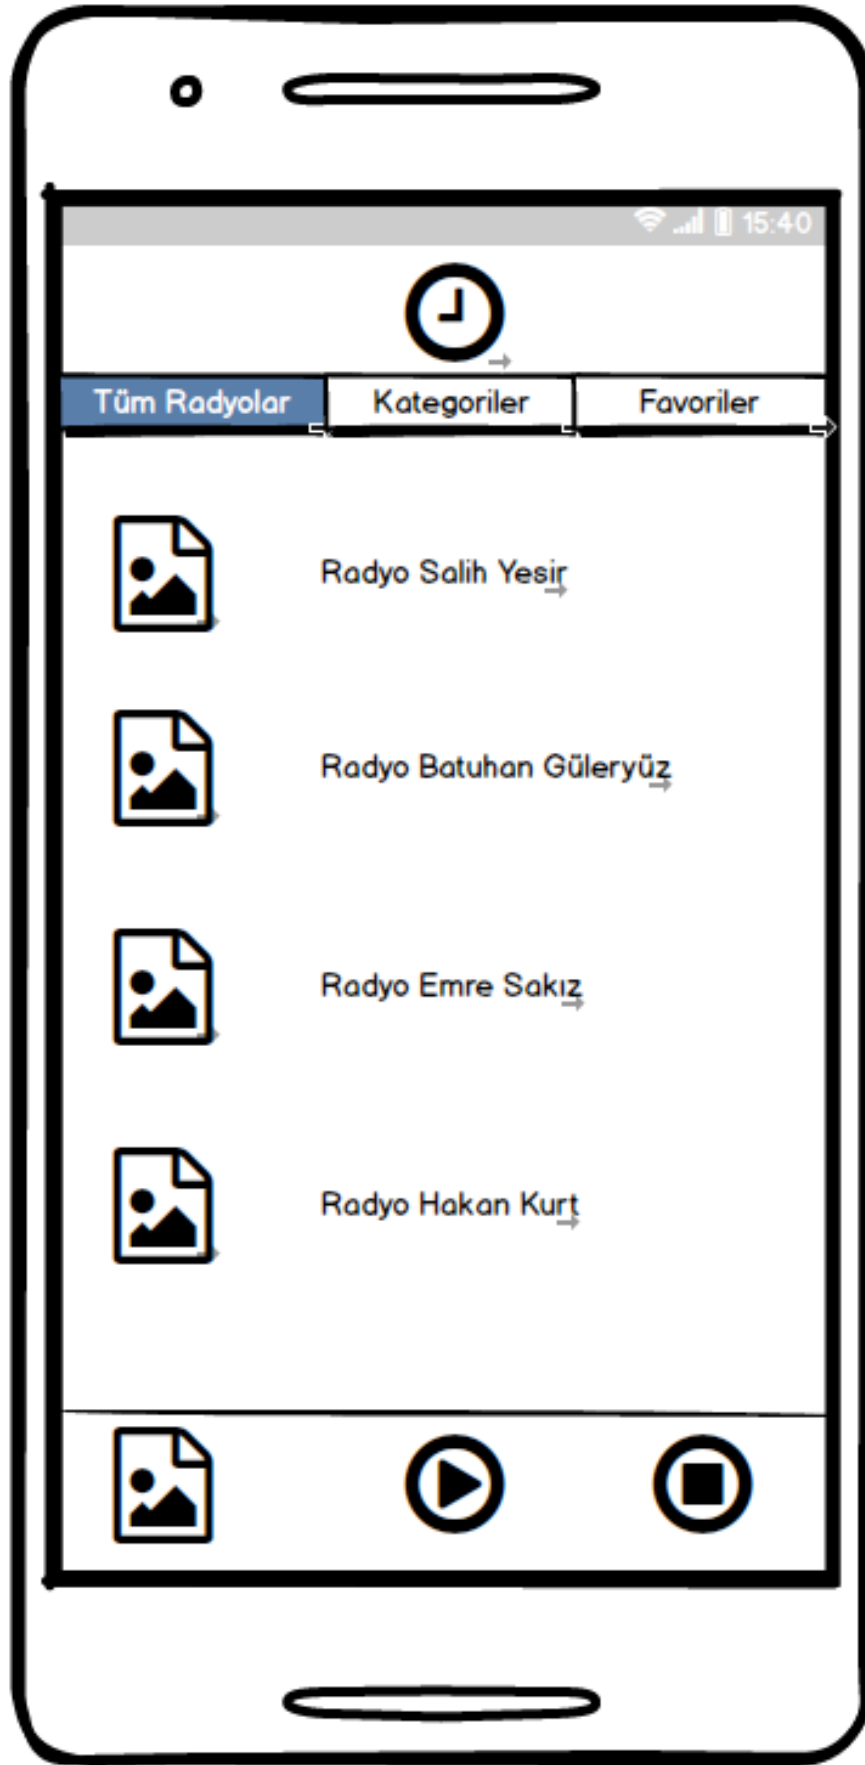 15:40
Tüm Radyolar Kategoriler Favoriler
Radyo Salih Yesir
Radyo Batuhan Güleryüz
Radyo Emre Sakız
Radyo Hakan Kurt